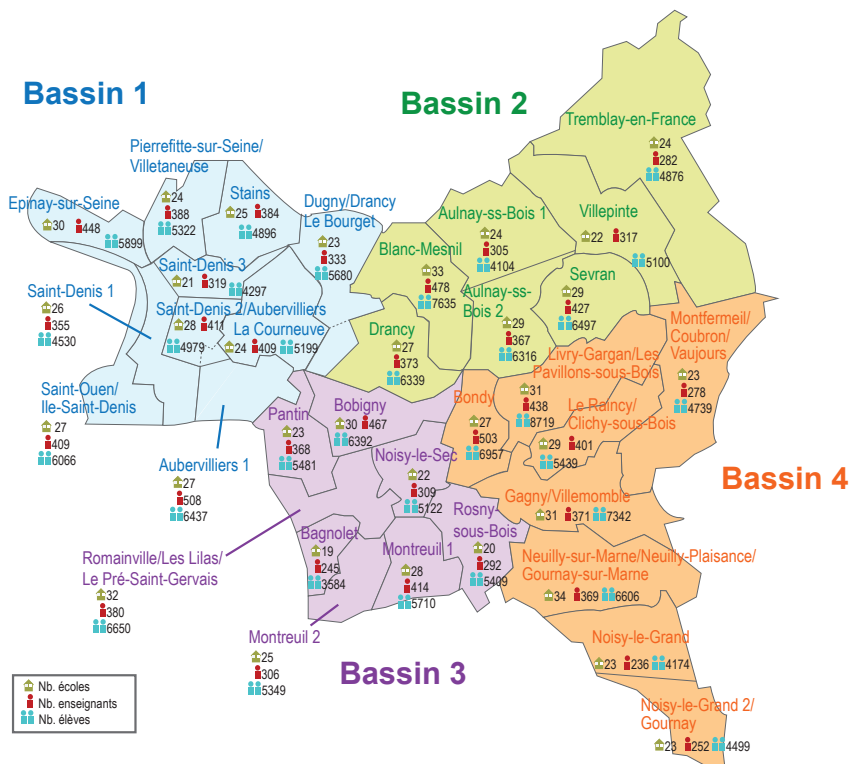 Bassin 1
Pierrefitte-sur-Seine/
Villetaneuse
24
388
5322
Stains
25 384
4896
Epinay-sur-Seine
30 448
5899
Dugny/Drancy
Le Bourget
23
333
5680
Saint-Denis 3
21 319 4297
Saint-Denis 1
26
355
4530
Saint-Denis 2/Aubervilliers
28 411
4979
La Courneuve
24 409 5199
Saint-Ouen/
Ile-Saint-Denis
27
409
6066
Aubervilliers 1
27
508
6437
Bassin 2
Tremblay-en-France
24
282
4876
Villepinte
22 317
5100
Aulnay-ss-Bois 1
24
305
4104
Blanc-Mesnil
33
478
7635
Aulnay-ss-
Bois 2
29
367
6316
Sevran
29
427
6497
Drancy
27
373
6339
Bassin 3
Pantin
23
368
5481
Bobigny
30 467
6392
Noisy-le-Sec
22
309
5122
Rosny-
sous-Bois
20
292
5409
Bagnolet
19
245
3584
Montreuil 1
28
414
5710
Romainville/Les Lilas/
Le Pré-Saint-Gervais
32
380
6650
Montreuil 2
25
306
5349
Bassin 4
Montfermeil/
Coubron/
Vaujours
23
278
4739
Livry-Gargan/Les
Pavillons-sous-Bois
31
438
8719
Bondy
27
503
6957
Le Raincy/
Clichy-sous-Bois
29 401
5439
Gagny/Villemomble
31 371 7342
Neuilly-sur-Marne/Neuilly-Plaisance/
Gournay-sur-Marne
34 369 6606
Noisy-le-Grand
23 236 4174
Noisy-le-Grand 2/
Gournay
23 252 4499
Nb. écoles
Nb. enseignants
Nb. élèves